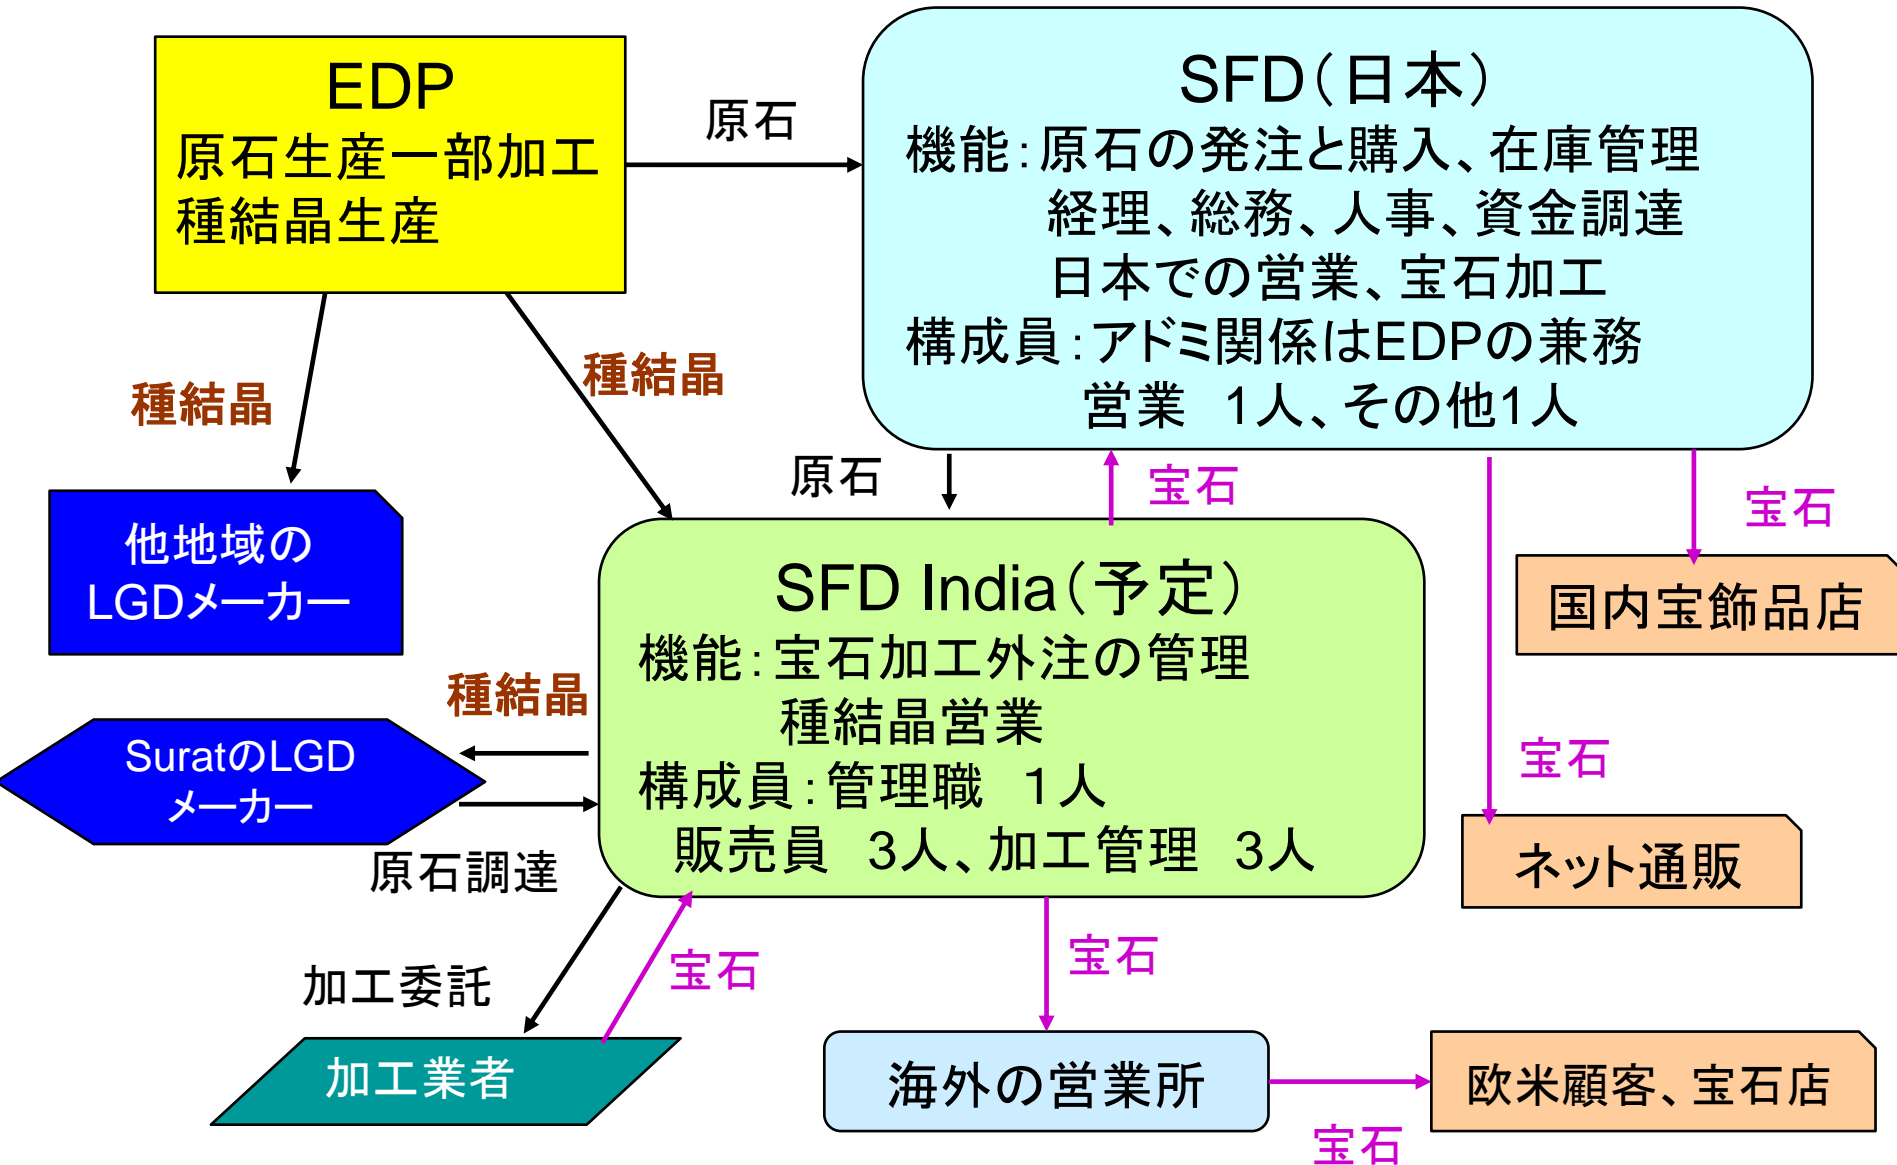 EDP
原石生産一部加工
種結晶生産
原石
SFD（日本）
機能：原石の発注と購入、在庫管理
経理、総務、人事、資金調達
日本での営業、宝石加工
構成員：アドミ関係はEDPの兼務
営業　1人、その他1人
種結晶
種結晶
原石
宝石
宝石
他地域の
LGDメーカー
SFD India（予定）
機能：宝石加工外注の管理
種結晶営業
構成員：管理職　1人
販売員　3人、加工管理　3人
国内宝飾品店
種結晶
SuratのLGD
メーカー
原石調達
宝石
ネット通販
加工委託
宝石
宝石
加工業者
海外の営業所
欧米顧客、宝石店
宝石